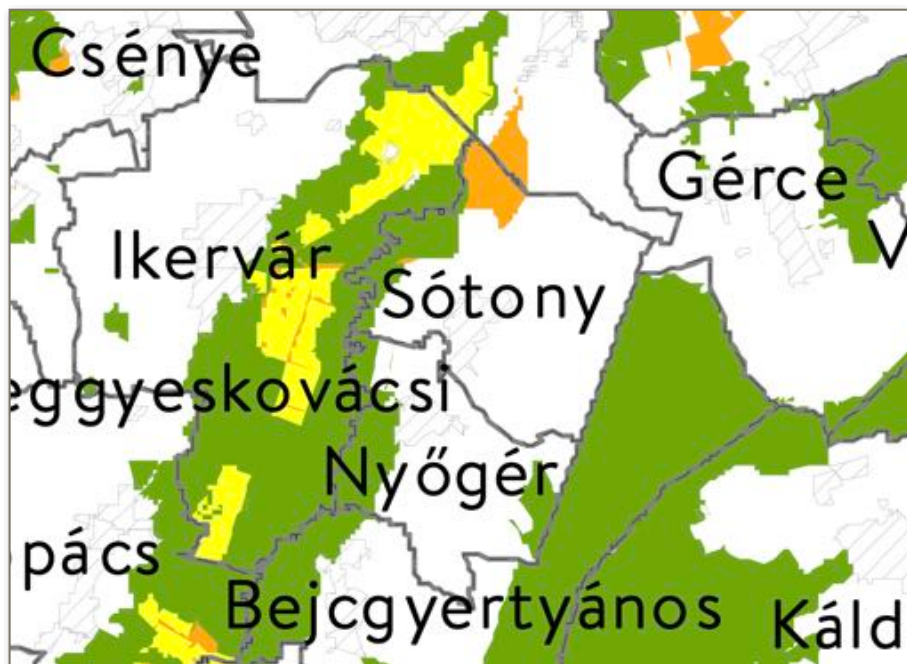 Csénye
Gérce
V
Ikervár
Sótony
eggyeskovácsi
Nyőgér
pács
Bejcgyertyános
Káld